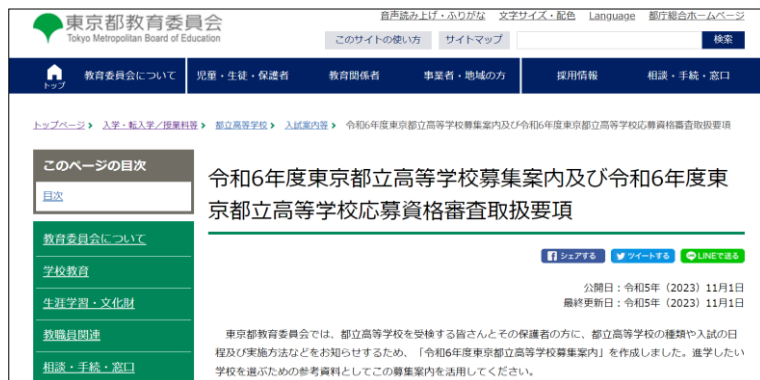 東京都教育委員会
Tokyo Metropolitan Board of Education
音声読み上げ・ふりがな 文字サイズ・配色 Language 都庁総合ホームページ
このサイトの使い方 サイトマップ 検索
トップ 教育委員会について 児童・生徒・保護者 教育関係者 事業者・地域の方 採用情報 相談・手続・窓口
トップページ 入学・転入学/授業料等 都立高等学校 入試案内等 令和6年度東京都立高等学校募集案内及び令和6年度東京都立高等学校応募資格審査取扱要項
このページの目次
目次
教育委員会について
学校教育
生涯学習・文化財
教職員関連
相談・手続・窓口
令和6年度東京都立高等学校募集案内及び令和6年度東
京都立高等学校応募資格審査取扱要項
シェアする ツイートする LINEで送る
公開日：令和5年（2023）11月1日
最終更新日：令和5年（2023）11月1日
東京都教育委員会では、都立高等学校を受検する皆さんとその保護者の方に、都立高等学校の種類や入試の日
程及び実施方法などをお知らせするため、「令和6年度東京都立高等学校募集案内」を作成しました。進学したい
学校を選ぶための参考資料としてこの募集案内を活用してください。